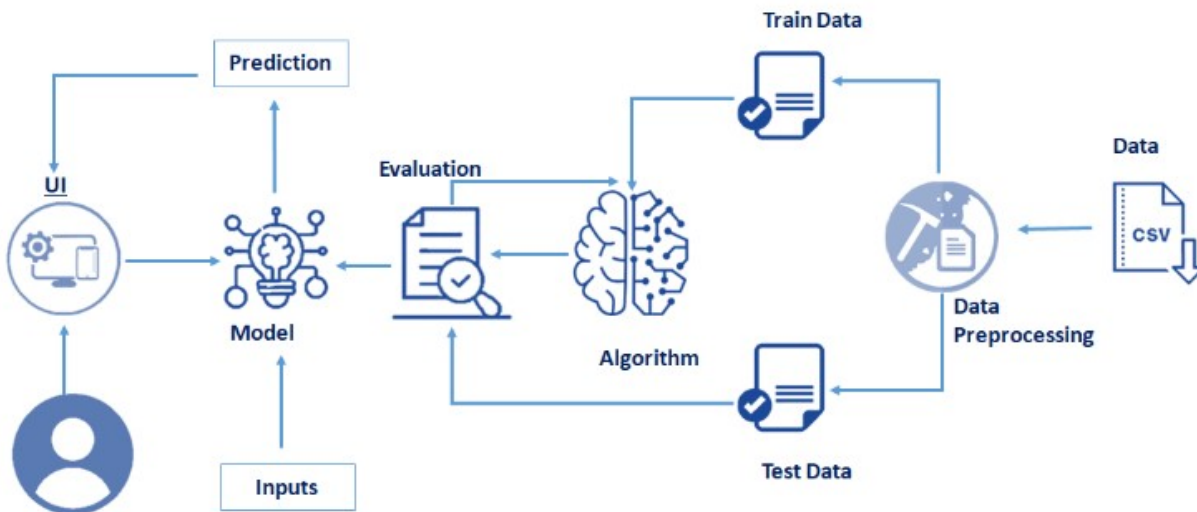 Train Data
Prediction
Data
Evaluation
UI
CSV
Model
Data
Preprocessing
Algorithm
Inputs
Test Data